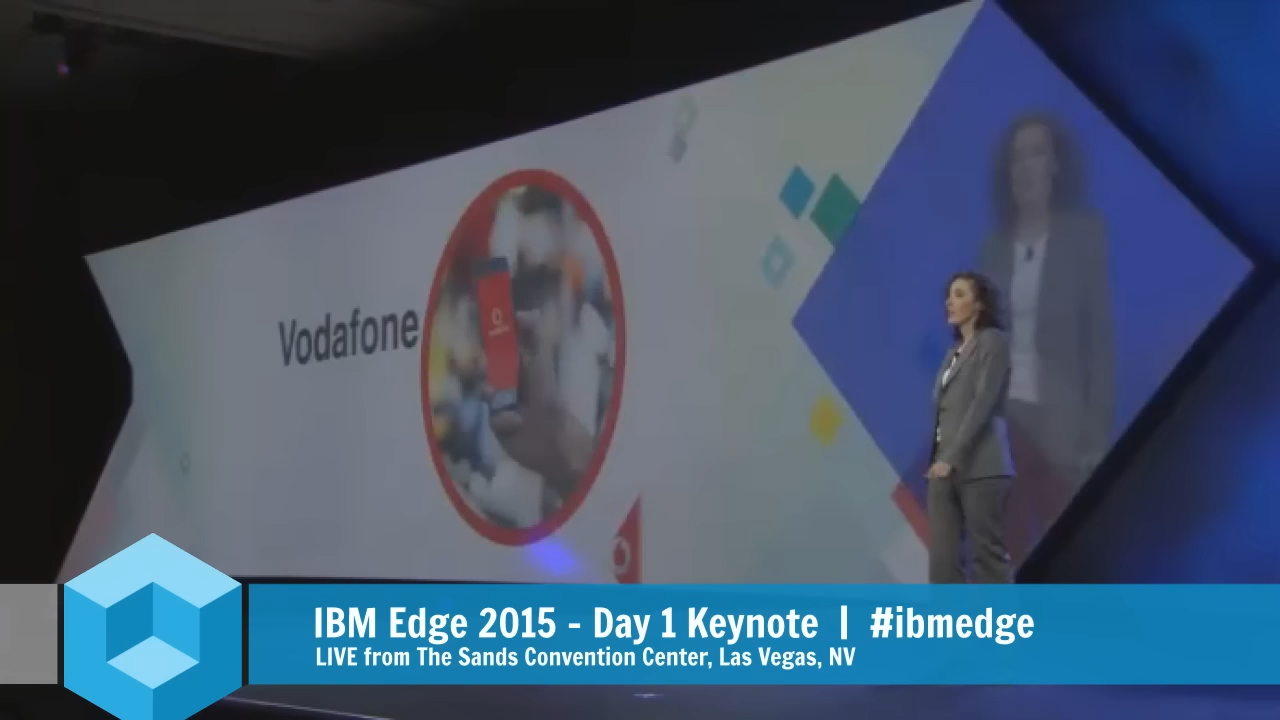 Vodafone
IBM Edge 2015 - Day 1 Keynote | #ibmedge
LIVE from The Sands Convention Center, Las Vegas, NV